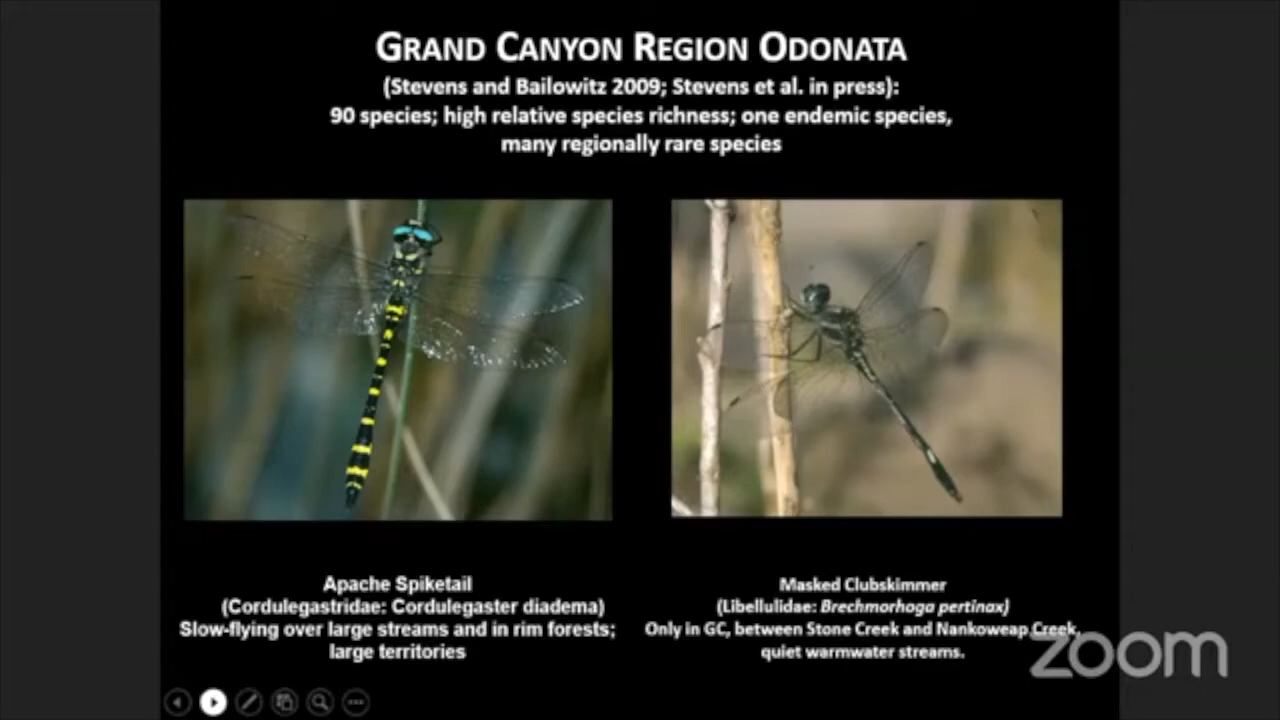 GRAND CANYON REGION ODONATA
(Stevens and Bailowitz 2009; Stevens et al. in press):
90 species; high relative species richness; one endemic species,
many regionally rare species
Apache Spiketail
(Cordulegastridae: Cordulegaster diadema)
Slow-flying over large streams and in rim forests;
large territories
Masked Clubskimmer
(Libellulidae: Brechmorhoga pertinax)
Only in GC, between Stone Creek and Nankoweap Creek,
quiet warmwater streams.
zoom